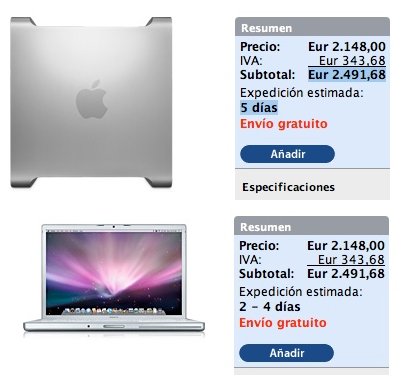 Resumen
Precio: Eur 2.148,00
IVA: Eur 343,68
Subtotal: Eur 2.491,68
Expedición estimada:
5 días
Envío gratuito
Añadir
Especificaciones
Resumen
Precio: Eur 2.148,00
IVA: Eur 343,68
Subtotal: Eur 2.491,68
Expedición estimada:
2 - 4 días
Envío gratuito
Añadir